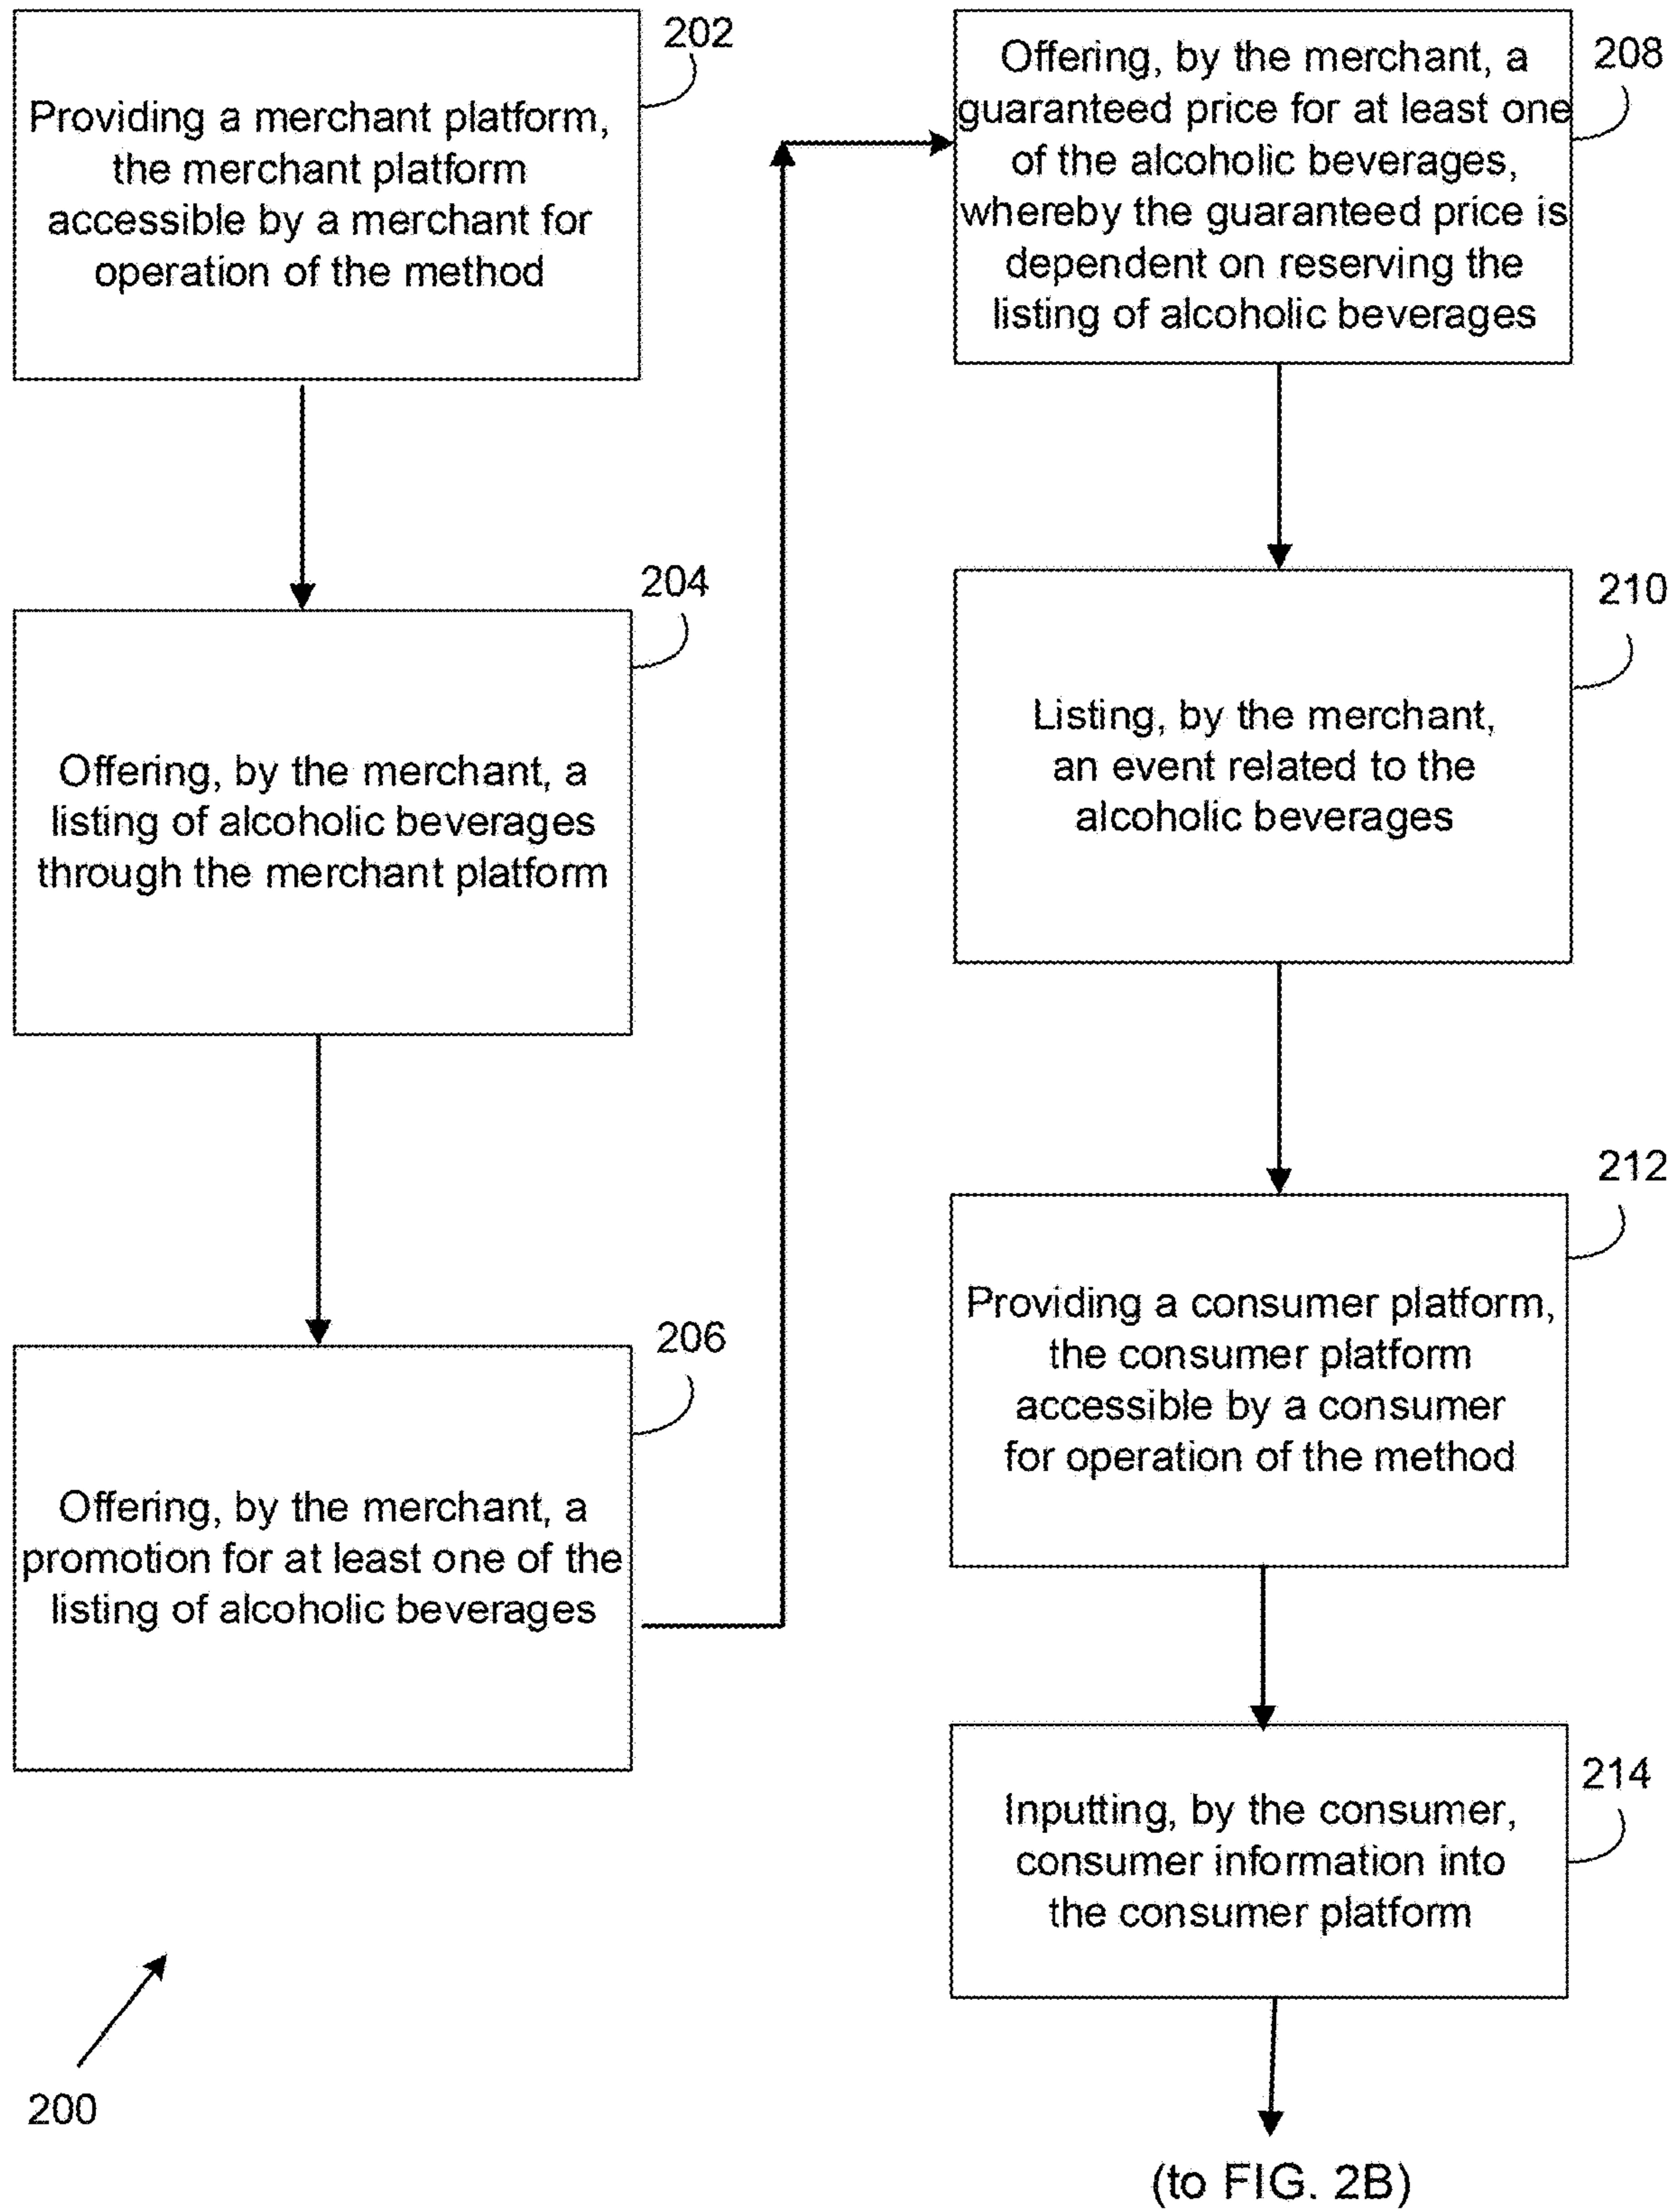 202
Providing a merchant platform,
the merchant platform
accessible by a merchant for
operation of the method
204
Offering, by the merchant, a
listing of alcoholic beverages
through the merchant platform
206
Offering, by the merchant, a
promotion for at least one of the
listing of alcoholic beverages
200
208
Offering, by the merchant, a
guaranteed price for at least one
of the alcoholic beverages,
whereby the guaranteed price is
dependent on reserving the
listing of alcoholic beverages
210
Listing, by the merchant,
an event related to the
alcoholic beverages
212
Providing a consumer platform,
the consumer platform
accessible by a consumer
for operation of the method
214
Inputting, by the consumer,
consumer information into
the consumer platform
(to FIG. 2B)